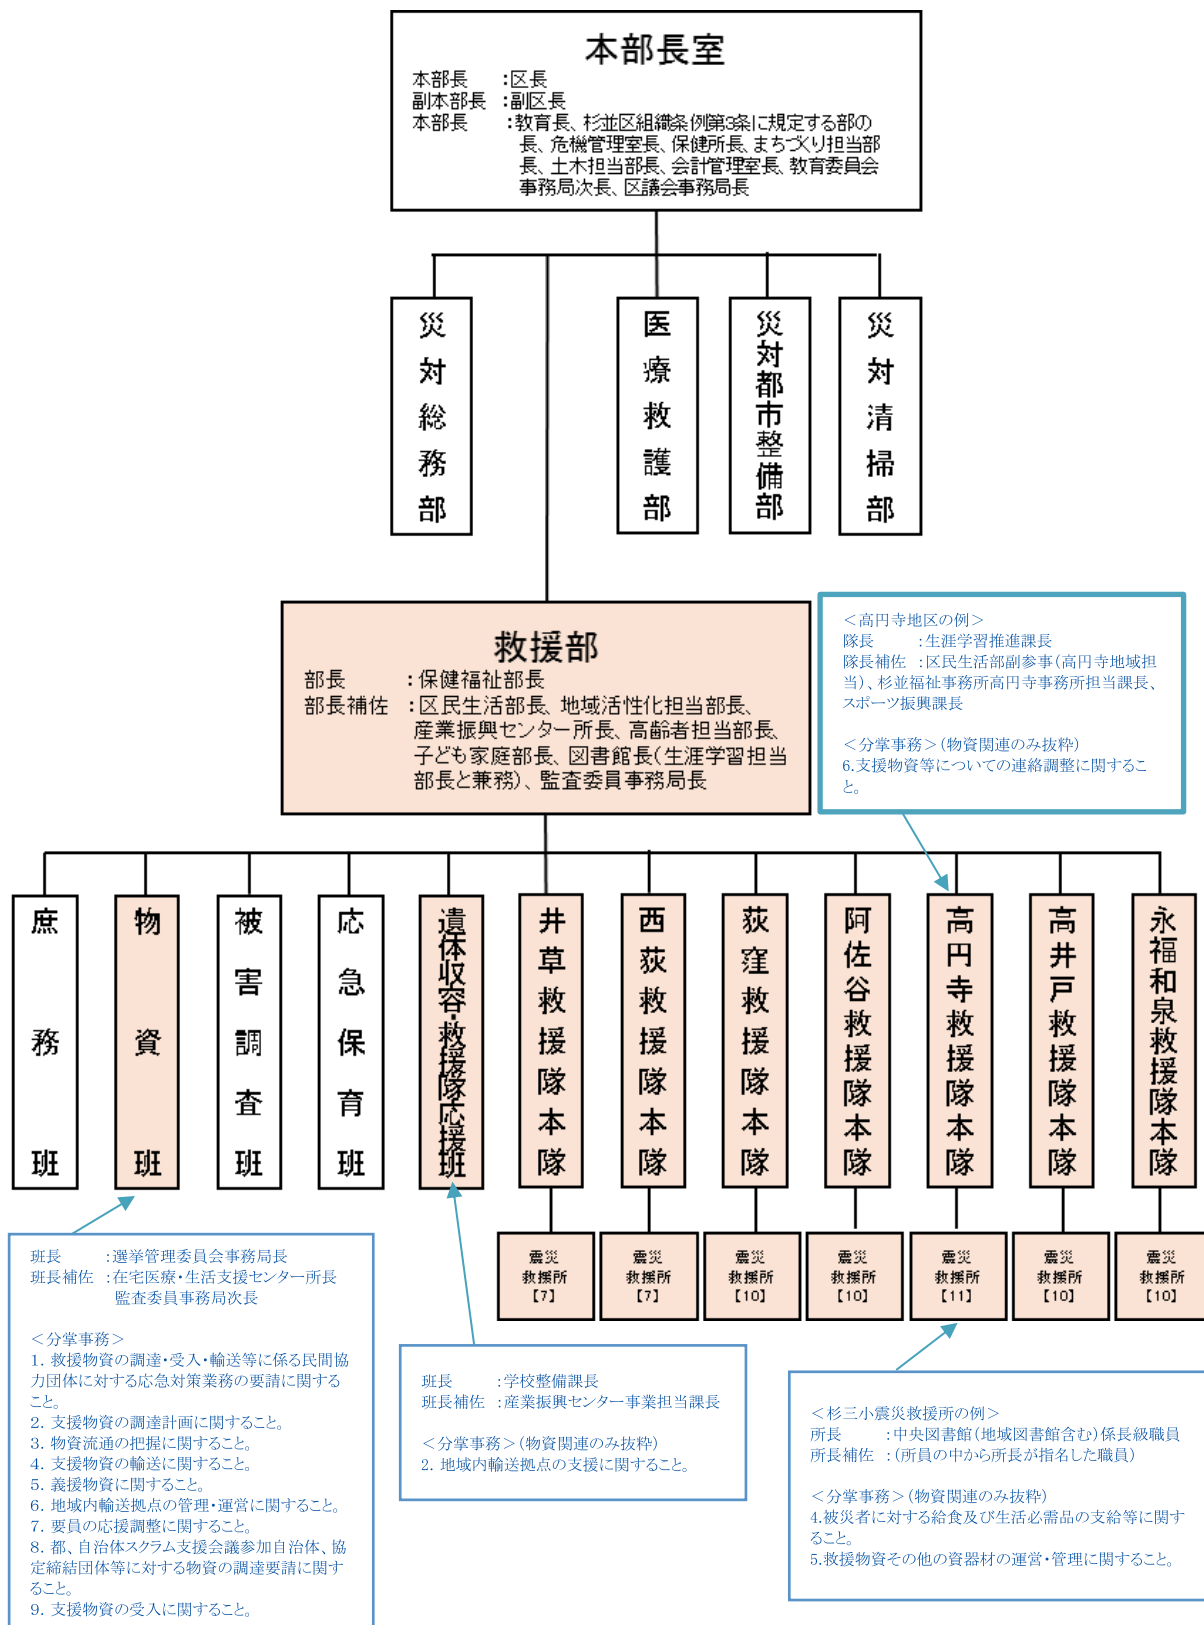 本部長室
本部長　：区長
副本部長　：副区長
本部長　：教育長、杉並区組織条例第3条に規定する部の
長、危機管理室長、保健所長、まちづくり担当部
長、土木担当部長、会計管理室長、教育委員会
事務局次長、区議会事務局長
災対総務部
医療救護部
災対都市整備部
災対清掃部
救援部
部長　：保健福祉部長
部長補佐　：区民生活部長、地域活性化担当部長、
産業振興センター所長、高齢者担当部長、
子ども家庭部長、図書館長(生涯学習担当
部長と兼務)、監査委員事務局長
＜高円寺地区の例＞
隊長　：生涯学習推進課長
隊長補佐　：区民生活部副参事(高円寺地域担
当)、杉並福祉事務所高円寺事務所担当課長、
スポーツ振興課長
＜分掌事務＞(物資関連のみ抜粋)
6.支援物資等についての連絡調整に関するこ
と。
庶務班
物資班
被害調査班
応急保育班
遺体収容・救援隊応援班
井草救援隊本隊
西荻救援隊本隊
荻窪救援隊本隊
阿佐谷救援隊本隊
高円寺救援隊本隊
高井戸救援隊本隊
永福和泉救援隊本隊
震災
救援所
【7】
震災
救援所
【7】
震災
救援所
【10】
震災
救援所
【10】
震災
救援所
【11】
震災
救援所
【10】
震災
救援所
【10】
班長　：選挙管理委員会事務局長
班長補佐　：在宅医療・生活支援センター所長
監査委員事務局次長
＜分掌事務＞
1. 救援物資の調達・受入・輸送等に係る民間協
力団体に対する応急対策業務の要請に関する
こと。
2. 支援物資の調達計画に関すること。
3. 物資流通の把握に関すること。
4. 支援物資の輸送に関すること。
5. 義援物資に関すること。
6. 地域内輸送拠点の管理・運営に関すること。
7. 要員の応援調整に関すること。
8. 都、自治体スクラム支援会議参加自治体、協
定締結団体等に対する物資の調達要請に関す
ること。
9. 支援物資の受入に関すること。
班長　：学校整備課長
班長補佐　：産業振興センター事業担当課長
＜分掌事務＞(物資関連のみ抜粋)
2. 地域内輸送拠点の支援に関すること。
＜杉三小震災救援所の例＞
所長　：中央図書館(地域図書館含む)係長級職員
所長補佐　：(所員の中から所長が指名した職員)
＜分掌事務＞(物資関連のみ抜粋)
4.被災者に対する給食及び生活必需品の支給等に関す
ること。
5.救援物資その他の資器材の運営・管理に関すること。